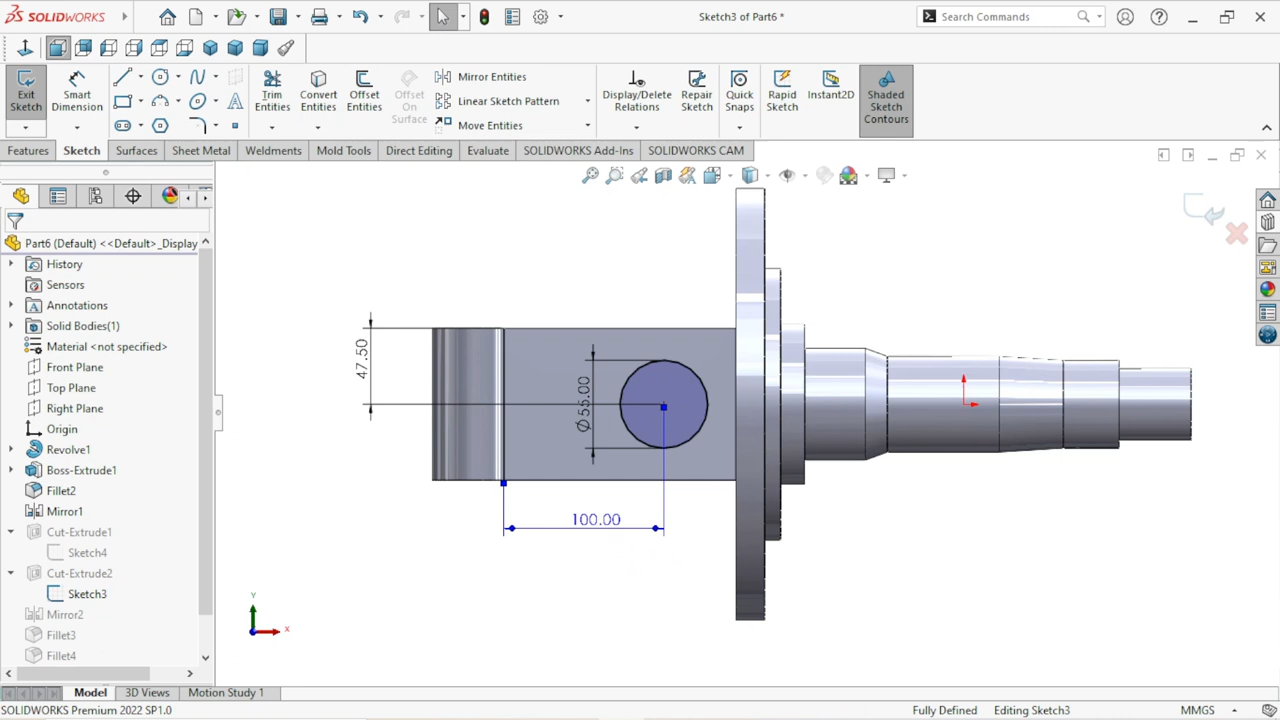 SOLIDWORKS
Sketch3 of Part6 *
Search Commands
Exit Sketch
Smart Dimension
Trim Entities
Convert Entities
Offset Entities
Offset On Surface
Mirror Entities
Linear Sketch Pattern
Move Entities
Display/Delete Relations
Repair Sketch
Quick Snaps
Rapid Sketch
Instant2D
Shaded Sketch Contours
Features
Sketch
Surfaces
Sheet Metal
Weldments
Mold Tools
Direct Editing
Evaluate
SOLIDWORKS Add-Ins
SOLIDWORKS CAM
Part6 (Default) <<Default>_Display
History
Sensors
Annotations
Solid Bodies(1)
Material <not specified>
Front Plane
Top Plane
Right Plane
Origin
Revolve1
Boss-Extrude1
Fillet2
Mirror1
Cut-Extrude1
Sketch4
Cut-Extrude2
Sketch3
Mirror2
Fillet3
Fillet4
47.50
100.00
Y
X
Model
3D Views
Motion Study 1
SOLIDWORKS Premium 2022 SP1.0
Fully Defined
Editing Sketch3
MMGS